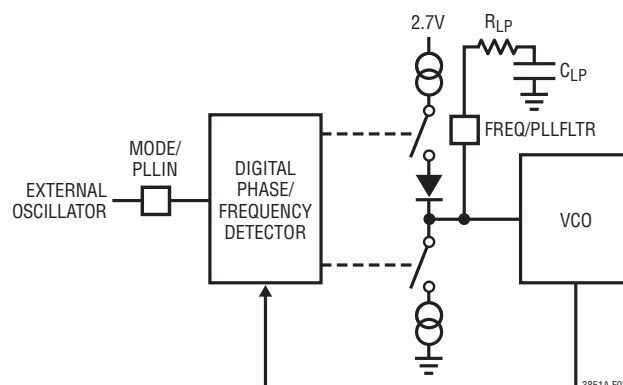 2.7V
RLP
CLP
FREQ/PLLFLTR
MODE/
PLLIN
EXTERNAL
OSCILLATOR
DIGITAL
PHASE/
FREQUENCY
DETECTOR
VCO